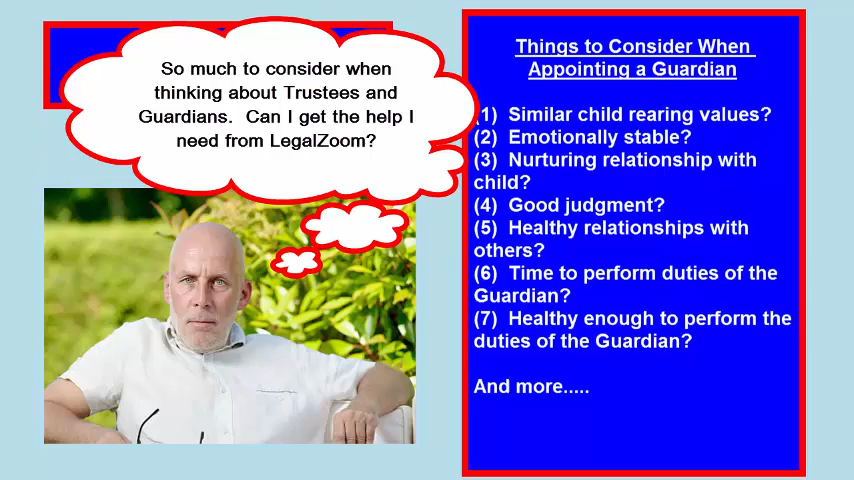 So much to consider when
thinking about Trustees and
Guardians.  Can I get the help I
need from LegalZoom?
Things to Consider When
Appointing a Guardian
(1)  Similar child rearing values?
(2)  Emotionally stable?
(3)  Nurturing relationship with
child?
(4)  Good judgment?
(5)  Healthy relationships with
others?
(6)  Time to perform duties of the
Guardian?
(7)  Healthy enough to perform the
duties of the Guardian?
And more.....